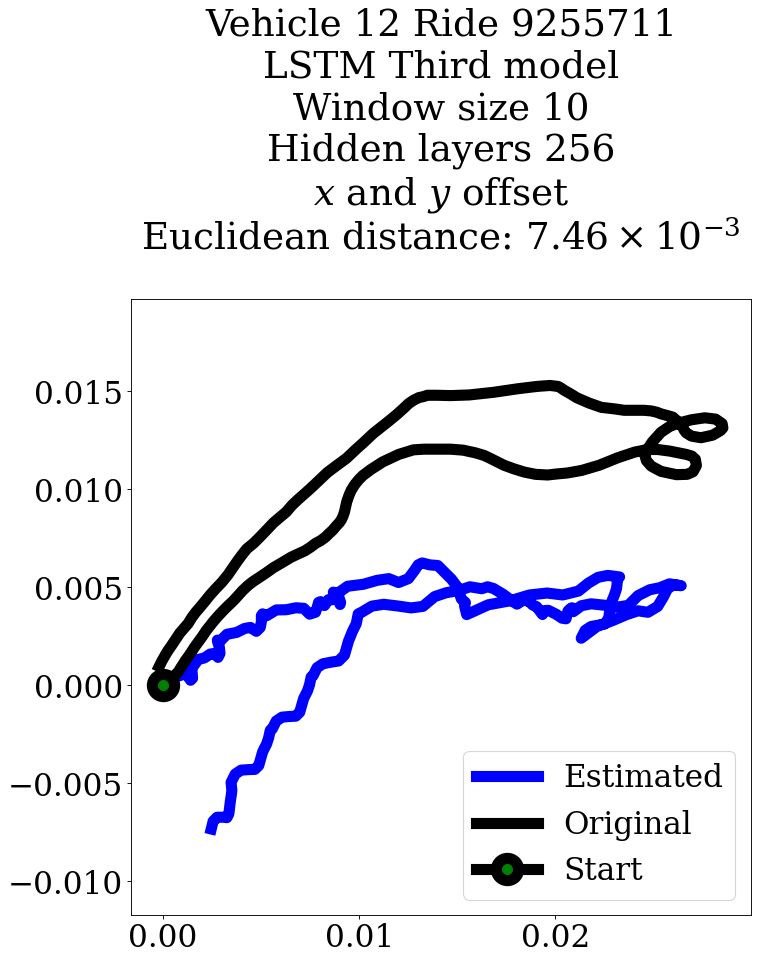 Vehicle 12 Ride 9255711
LSTM Third model
Window size 10
Hidden layers 256
x and y offset
Euclidean distance: 7.46 × 10⁻³
0.015
0.010
0.005
0.000
−0.005
−0.010
0.00 0.01 0.02
Estimated
Original
Start